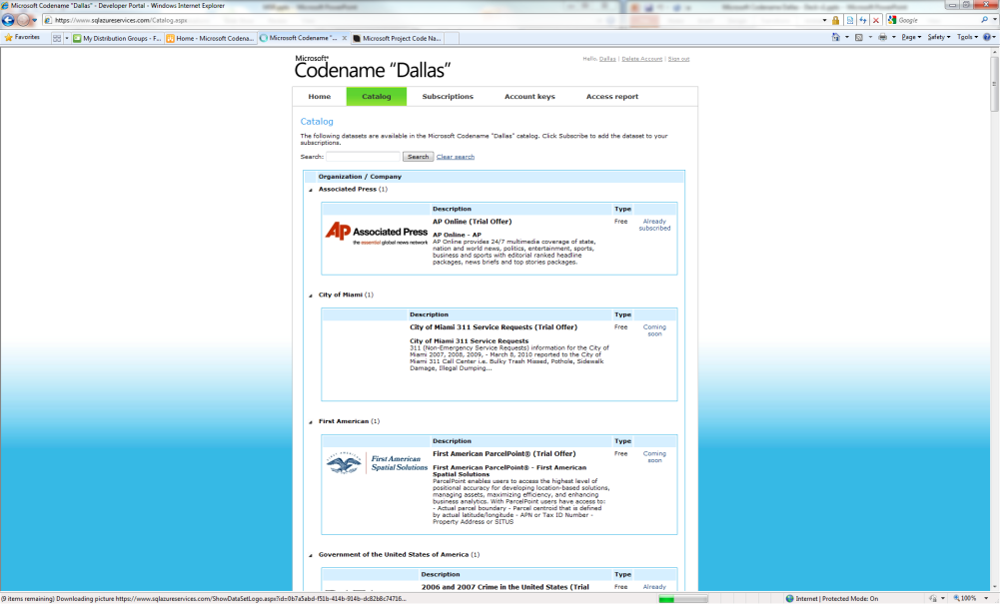 Microsoft Codename "Dallas" - Developer Portal - Windows Internet Explorer
https://www.sqlazureservices.com/Catalog.aspx
Google
Favorites
My Distribution Groups - F...
Home - Microsoft Codena...
Microsoft Codename "...
Microsoft Project Code Na...
Page
Safety
Tools
Microsoft®
Codename "Dallas"
Hello, Dallas | Delete Account | Sign out
Home
Catalog
Subscriptions
Account keys
Access report
Catalog
The following datasets are available in the Microsoft Codename "Dallas" catalog. Click Subscribe to add the dataset to your
subscriptions.
Search:
Search
Clear search
Organization / Company
Associated Press (1)
Description
Type
AP Associated Press
the essential global news network
AP Online (Trial Offer)
Free
Already
subscribed
AP Online - AP
AP Online provides 24/7 multimedia coverage of state,
nation and world news, politics, entertainment, sports,
business and sports with editorial ranked headline
packages, news briefs and top stories packages.
City of Miami (1)
Description
Type
City of Miami 311 Service Requests (Trial Offer)
Free
Coming
soon
City of Miami 311 Service Requests
311 (Non-Emergency Service Requests) information for the City of
Miami 2007, 2008, 2009, - March 8, 2010 reported to the City of
Miami 311 Call Center i.e. Bulky Trash Missed, Pothole, Sidewalk
Damage, Illegal Dumping...
First American (1)
Description
Type
First American
Spatial Solutions
First American ParcelPoint® (Trial Offer)
Free
Coming
soon
First American ParcelPoint® - First American
Spatial Solutions
ParcelPoint enables users to access the highest level of
positional accuracy for developing location-based solutions,
managing assets, maximizing efficiency, and enhancing
business analytics. With ParcelPoint users have access to:
- Actual parcel boundary - Parcel centroid that is defined
by actual latitude/longitude - APN or Tax ID Number -
Property Address or SITUS
Government of the United States of America (1)
Description
Type
2006 and 2007 Crime in the United States (Trial
Free
Already
(9 items remaining) Downloading picture https://www.sqlazureservices.com/ShowDataSetLogo.aspx?id=0b7a5abd-f51b-414b-914b-dc82b8c74716...
Internet | Protected Mode: On
100%